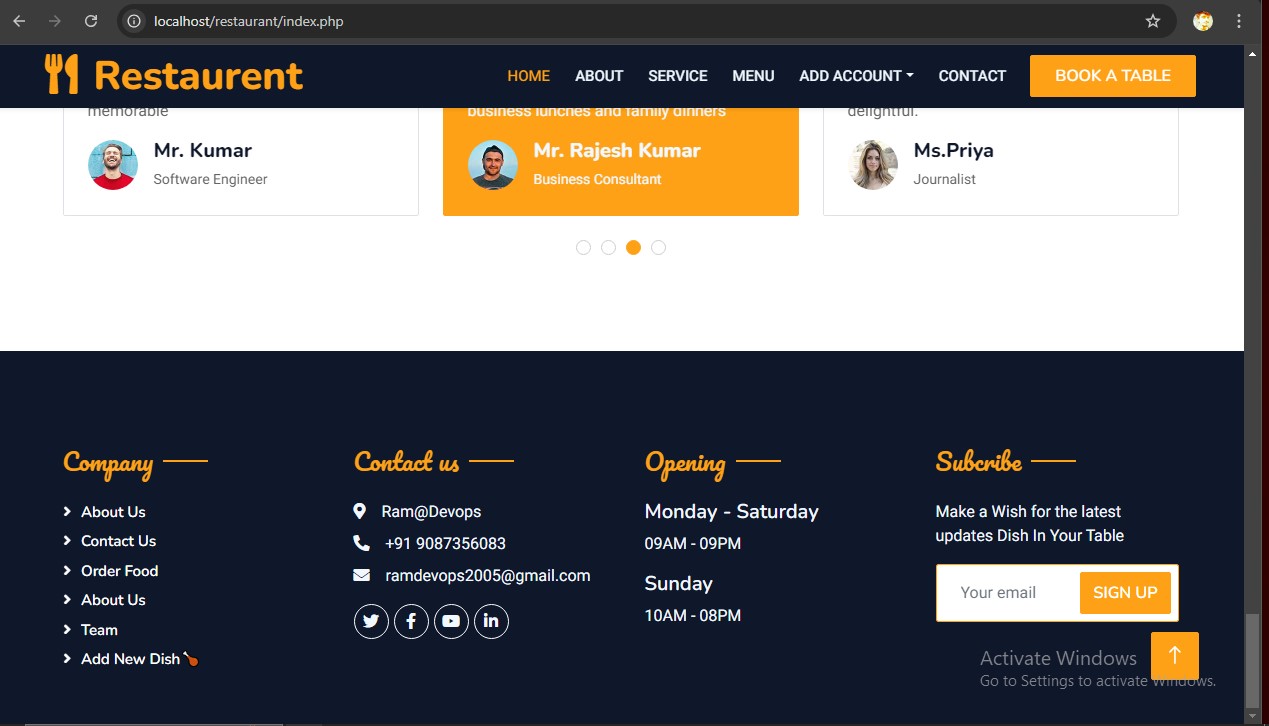 localhost/restaurant/index.php
Restaurent
HOME ABOUT SERVICE MENU ADD ACCOUNT CONTACT BOOK A TABLE
memorable
business lunches and family dinners
delightful.
Mr. Kumar
Software Engineer
Mr. Rajesh Kumar
Business Consultant
Ms.Priya
Journalist
Company
About Us
Contact Us
Order Food
About Us
Team
Add New Dish
Contact us
Ram@Devops
+91 9087356083
ramdevops2005@gmail.com
Opening
Monday - Saturday
09AM - 09PM
Sunday
10AM - 08PM
Subcribe
Make a Wish for the latest
updates Dish In Your Table
Your email SIGN UP
Activate Windows
Go to Settings to activate Windows.